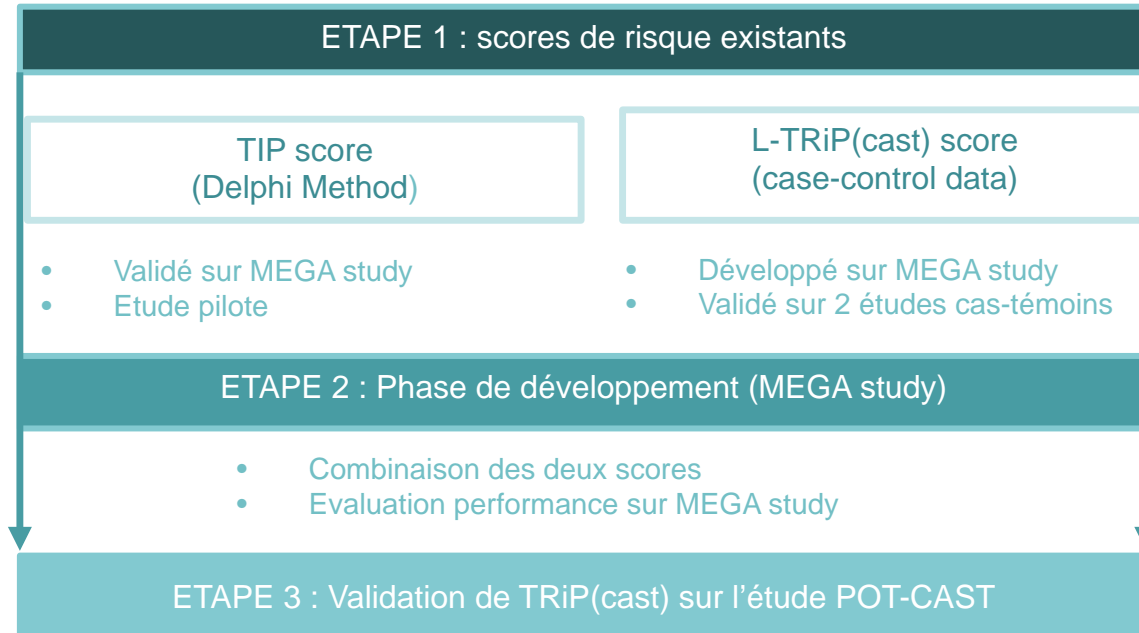 ETAPE 1 : scores de risque existants
TIP score
(Delphi Method)
L-TRiP(cast) score
(case-control data)
• Validé sur MEGA study
• Etude pilote
• Développé sur MEGA study
• Validé sur 2 études cas-témoins
ETAPE 2 : Phase de développement (MEGA study)
• Combinaison des deux scores
• Evaluation performance sur MEGA study
ETAPE 3 : Validation de TRiP(cast) sur l’étude POT-CAST